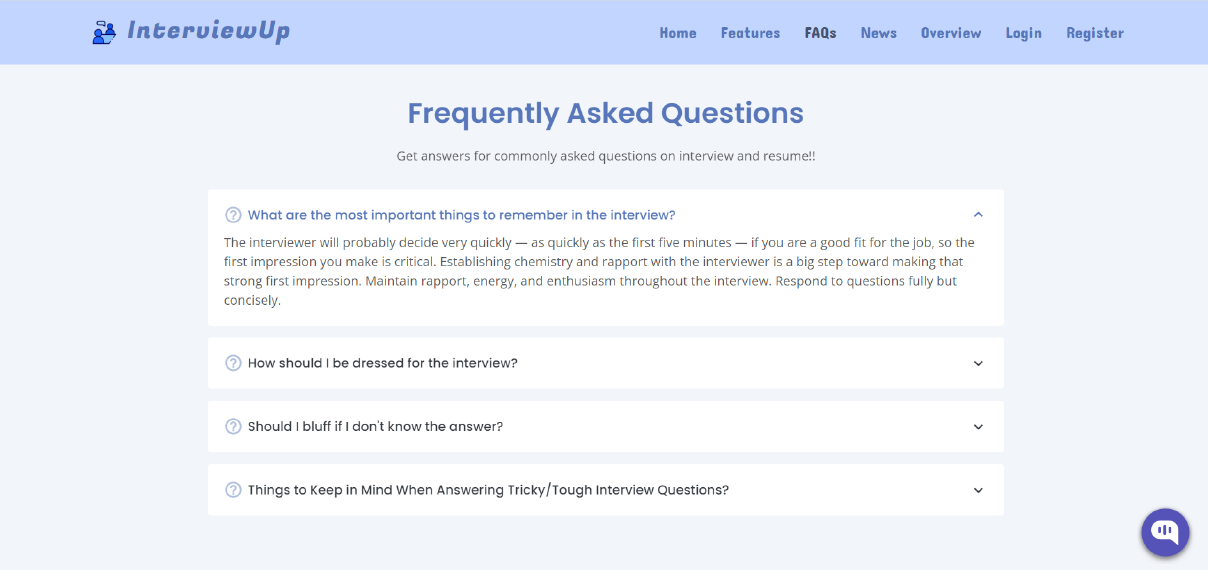 InterviewUp
Home Features FAQs News Overview Login Register
Frequently Asked Questions
Get answers for commonly asked questions on interview and resume!!
What are the most important things to remember in the interview?
The interviewer will probably decide very quickly — as quickly as the first five minutes — if you are a good fit for the job, so the
first impression you make is critical. Establishing chemistry and rapport with the interviewer is a big step toward making that
strong first impression. Maintain rapport, energy, and enthusiasm throughout the interview. Respond to questions fully but
concisely.
How should I be dressed for the interview?
Should I bluff if I don't know the answer?
Things to Keep in Mind When Answering Tricky/Tough Interview Questions?